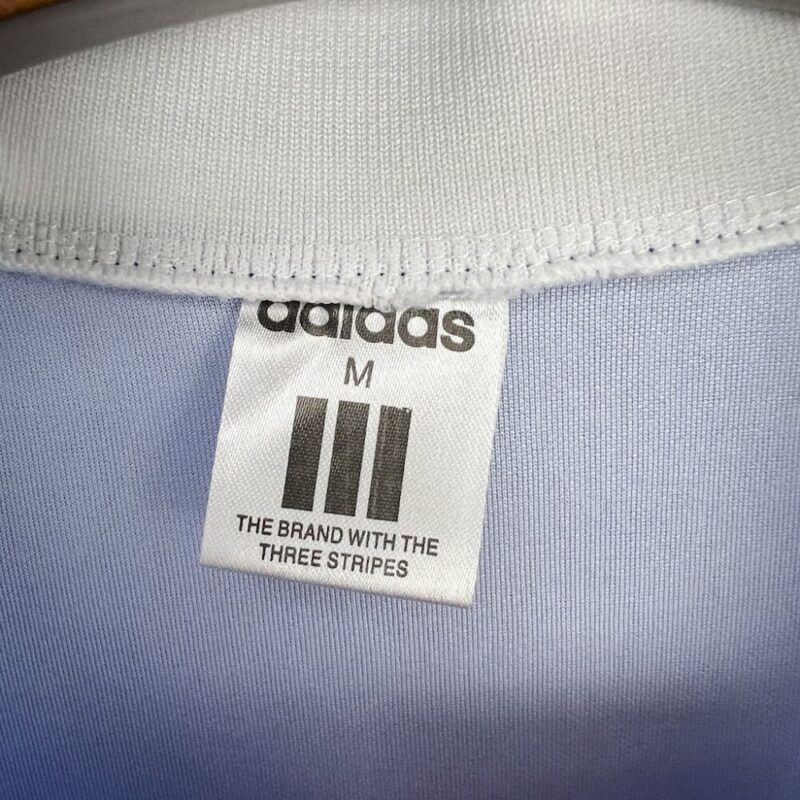 adidas
M
THE BRAND WITH THE
THREE STRIPES